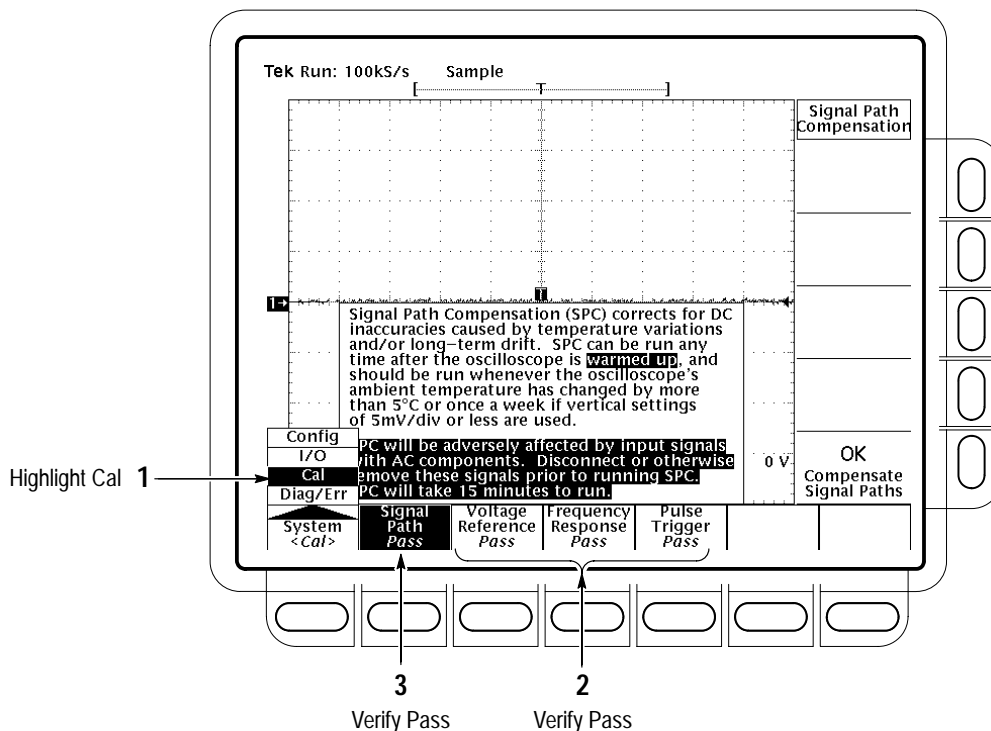 Tek Run: 100kS/s Sample
[ T ]
Signal Path
Compensation
T
1→
Signal Path Compensation (SPC) corrects for DC
inaccuracies caused by temperature variations
and/or long-term drift. SPC can be run any
time after the oscilloscope is warmed up, and
should be run whenever the oscilloscope's
ambient temperature has changed by more
than 5°C or once a week if vertical settings
of 5mV/div or less are used.
PC will be adversely affected by input signals
with AC components. Disconnect or otherwise
emove these signals prior to running SPC.
PC will take 15 minutes to run.
0 V
OK
Compensate
Signal Paths
Config
I/O
Cal
Diag/Err
Highlight Cal 1
System
<Cal>
Signal
Path
Pass
Voltage
Reference
Pass
Frequency
Response
Pass
Pulse
Trigger
Pass
3
Verify Pass
2
Verify Pass